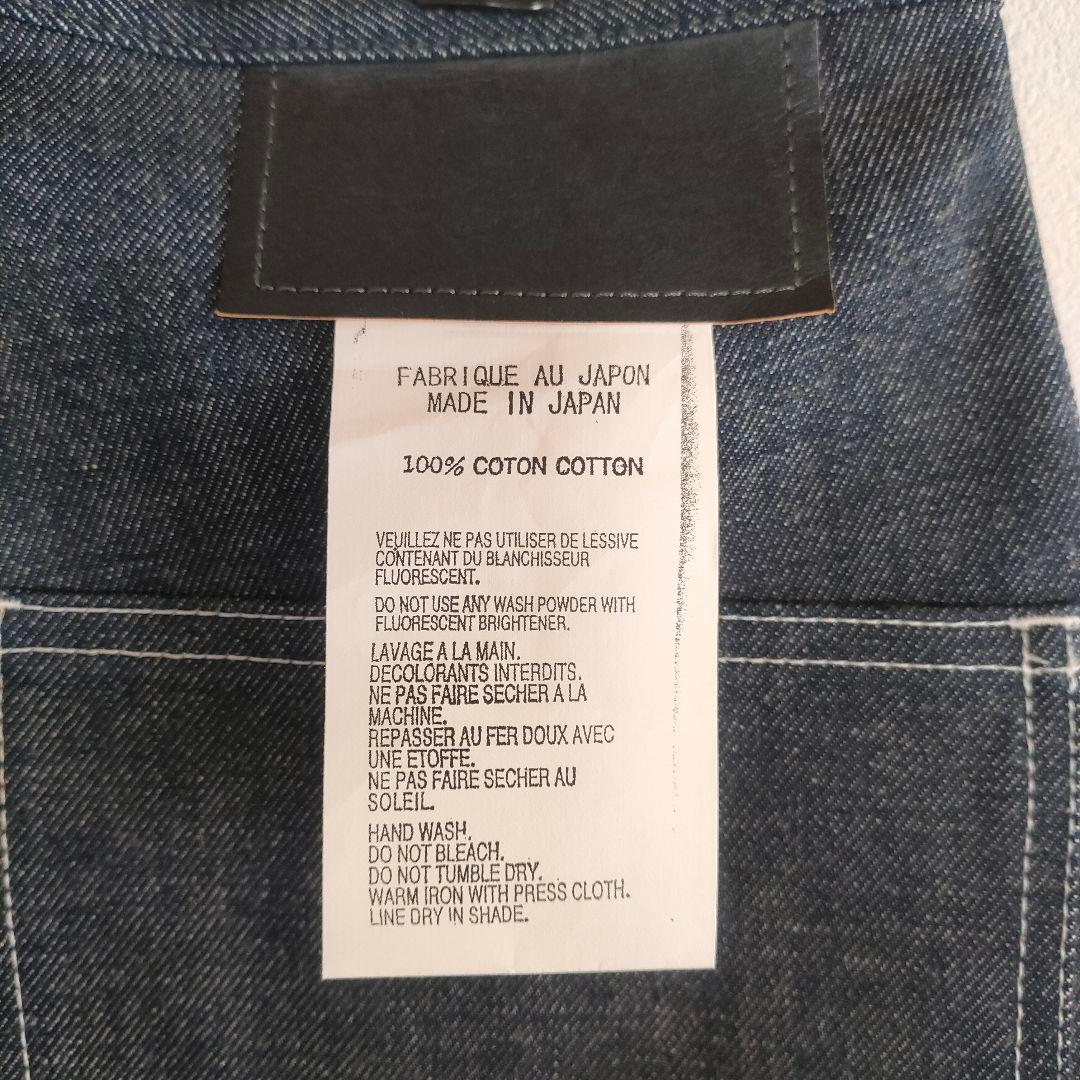 FABRIQUE AU JAPON
MADE IN JAPAN
100% COTON COTTON
VEUILLEZ NE PAS UTILISER DE LESSIVE
CONTENANT DU BLANCHISSEUR
FLUORESCENT.
DO NOT USE ANY WASH POWDER WITH
FLUORESCENT BRIGHTENER.
LAVAGE A LA MAIN.
DECOLORANTS INTERDITS.
NE PAS FAIRE SECHER A LA
MACHINE.
REPASSER AU FER DOUX AVEC
UNE ETOFFE.
NE PAS FAIRE SECHER AU
SOLEIL.
HAND WASH.
DO NOT BLEACH.
DO NOT TUMBLE DRY.
WARM IRON WITH PRESS CLOTH.
LINE DRY IN SHADE.